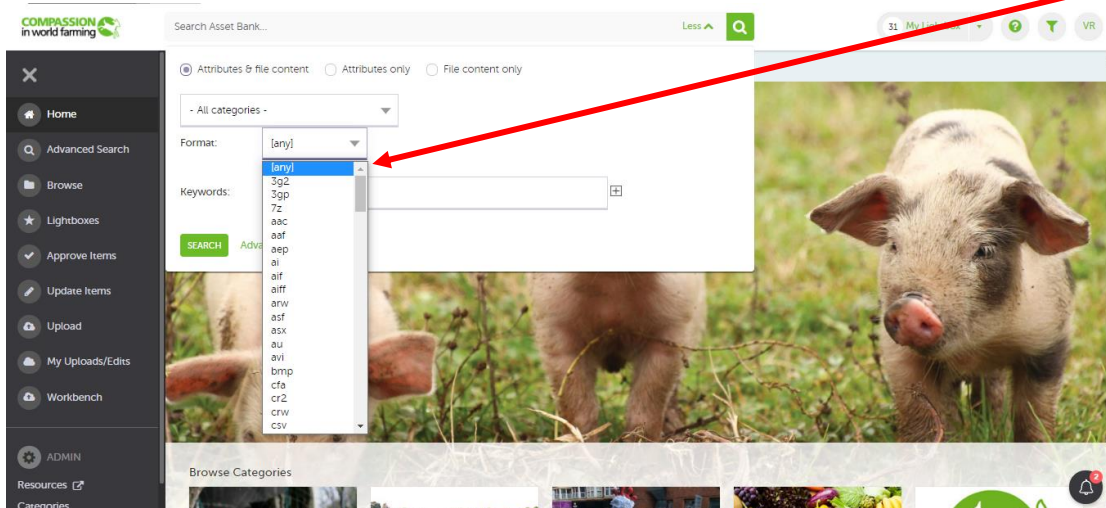 COMPASSION
in world farming
Search Asset Bank...
Less
31
VR
Attributes & file content
Attributes only
File content only
- All categories -
Format:
[any]
[any]
3g2
3gp
7z
aac
aaf
aep
ai
aif
aiff
arw
asf
asx
au
avi
bmp
cfa
cr2
crw
csv
Keywords:
SEARCH
Home
Advanced Search
Browse
Lightboxes
Approve Items
Update Items
Upload
My Uploads/Edits
Workbench
ADMIN
Resources
Categories
Browse Categories
2